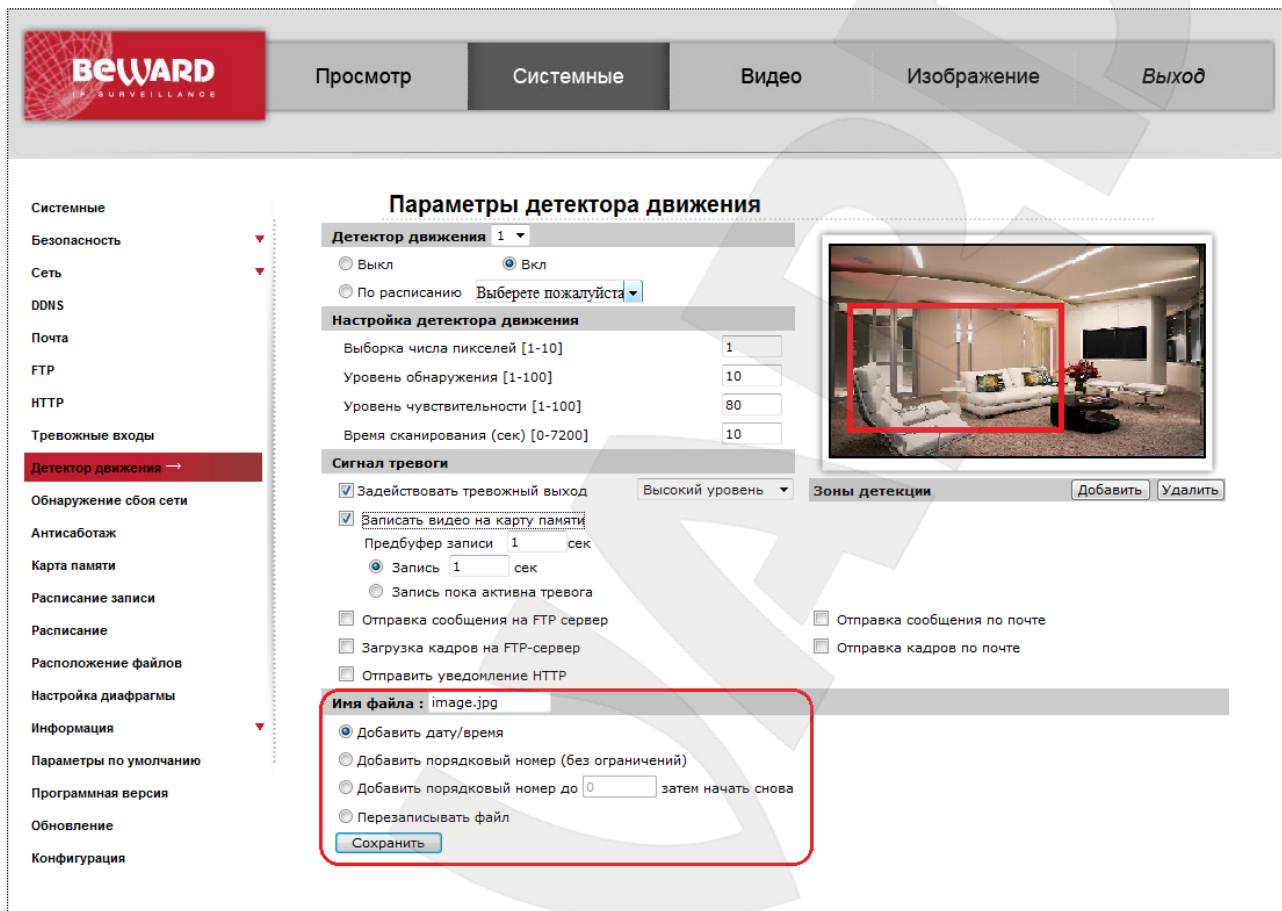 BEWARD
IP SURVEILLANCE
Просмотр
Системные
Видео
Изображение
Выход
Системные
Безопасность
Сеть
DDNS
Почта
FTP
HTTP
Тревожные входы
Детектор движения →
Обнаружение сбоя сети
Антисаботаж
Карта памяти
Расписание записи
Расписание
Расположение файлов
Настройка диафрагмы
Информация
Параметры по умолчанию
Программная версия
Обновление
Конфигурация
Параметры детектора движения
Детектор движения 1
Выкл Вкл
По расписанию Выберете пожалуйста
Настройка детектора движения
Выборка числа пикселей [1-10] 1
Уровень обнаружения [1-100] 10
Уровень чувствительности [1-100] 80
Время сканирования (сек) [0-7200] 10
Сигнал тревоги
Задействовать тревожный выход Высокий уровень
Зоны детекции Добавить Удалить
Записать видео на карту памяти
Предбуфер записи 1 сек
Запись 1 сек
Запись пока активна тревога
Отправка сообщения на FTP сервер Отправка сообщения по почте
Загрузка кадров на FTP-сервер Отправка кадров по почте
Отправить уведомление HTTP
Имя файла : image.jpg
Добавить дату/время
Добавить порядковый номер (без ограничений)
Добавить порядковый номер до 0 затем начать снова
Перезаписывать файл
Сохранить